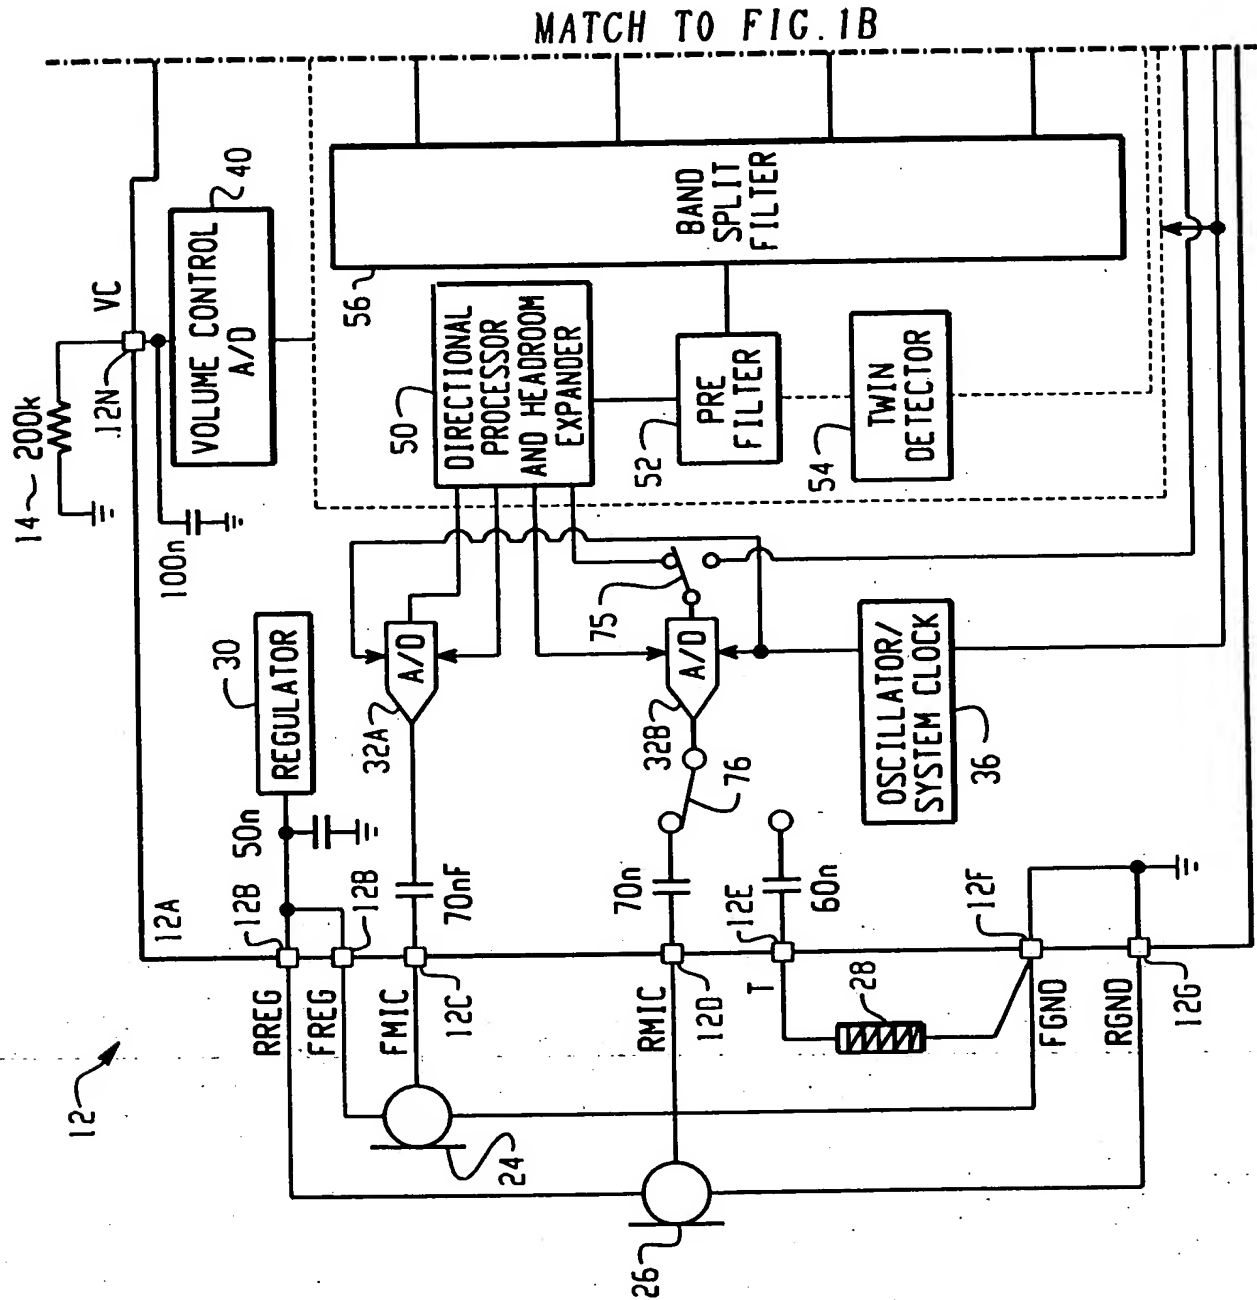 MATCH TO FIG.1B
14
200k
12N
VC
100n
VOLUME CONTROL
A/D
40
12A
30
REGULATOR
50n
RREG
12B
FREG
12B
FMIC
12C
70nF
32A
A/D
50
DIRECTIONAL
PROCESSOR
AND HEADROOM
EXPANDER
56
BAND
SPLIT
FILTER
52
PRE
FILTER
54
TWIN
DETECTOR
75
A/D
32B
76
RMIC
12D
70n
T
12E
60n
OSCILLATOR/
SYSTEM CLOCK
36
28
FGND
12F
RGND
12G
12
24
26